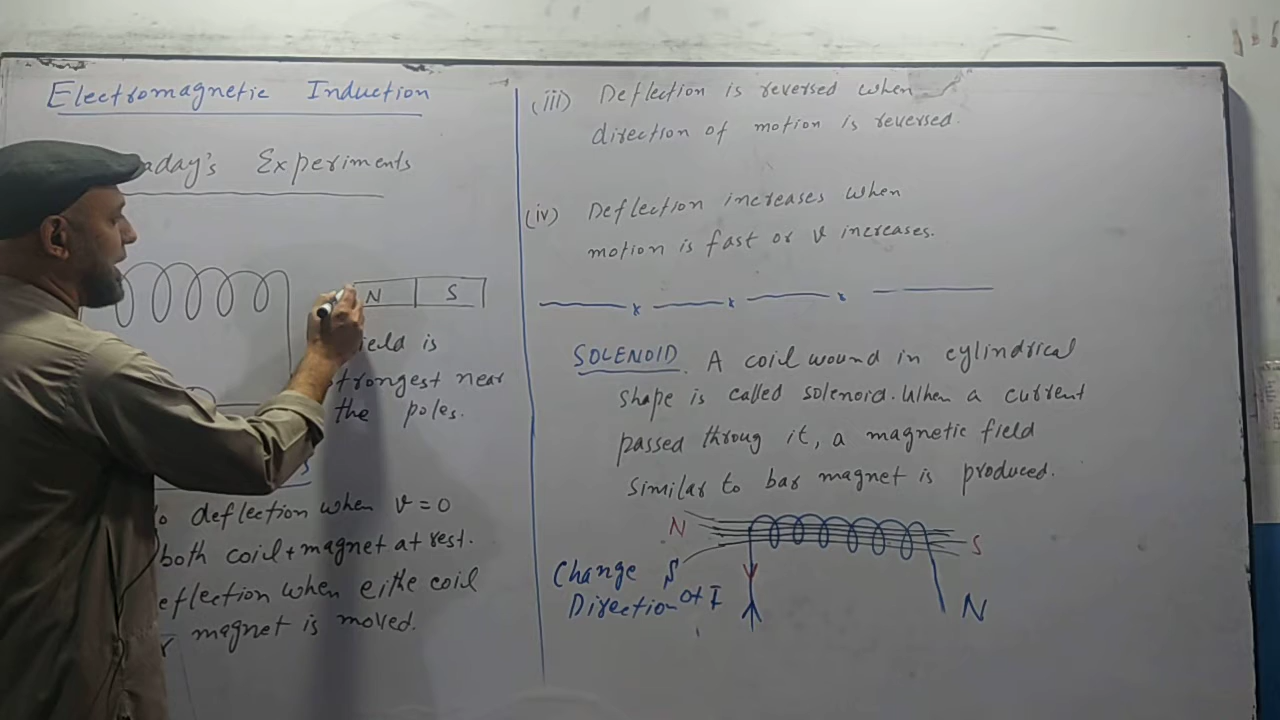 Electromagnetic Induction
aday's Experiments
N S
ield is
strongest near
the poles.
s
o deflection when v = 0
both coil + magnet at rest.
eflection when eithe coil
r magnet is moved.
(iii) Deflection is reversed when
direction of motion is reversed.
(iv) Deflection increases when
motion is fast or v increases.
SOLENOID. A coil wound in cylindrical
shape is called solenoid. When a current
passed throug it, a magnetic field
similar to bar magnet is produced.
N S
Change S
Direction of I N